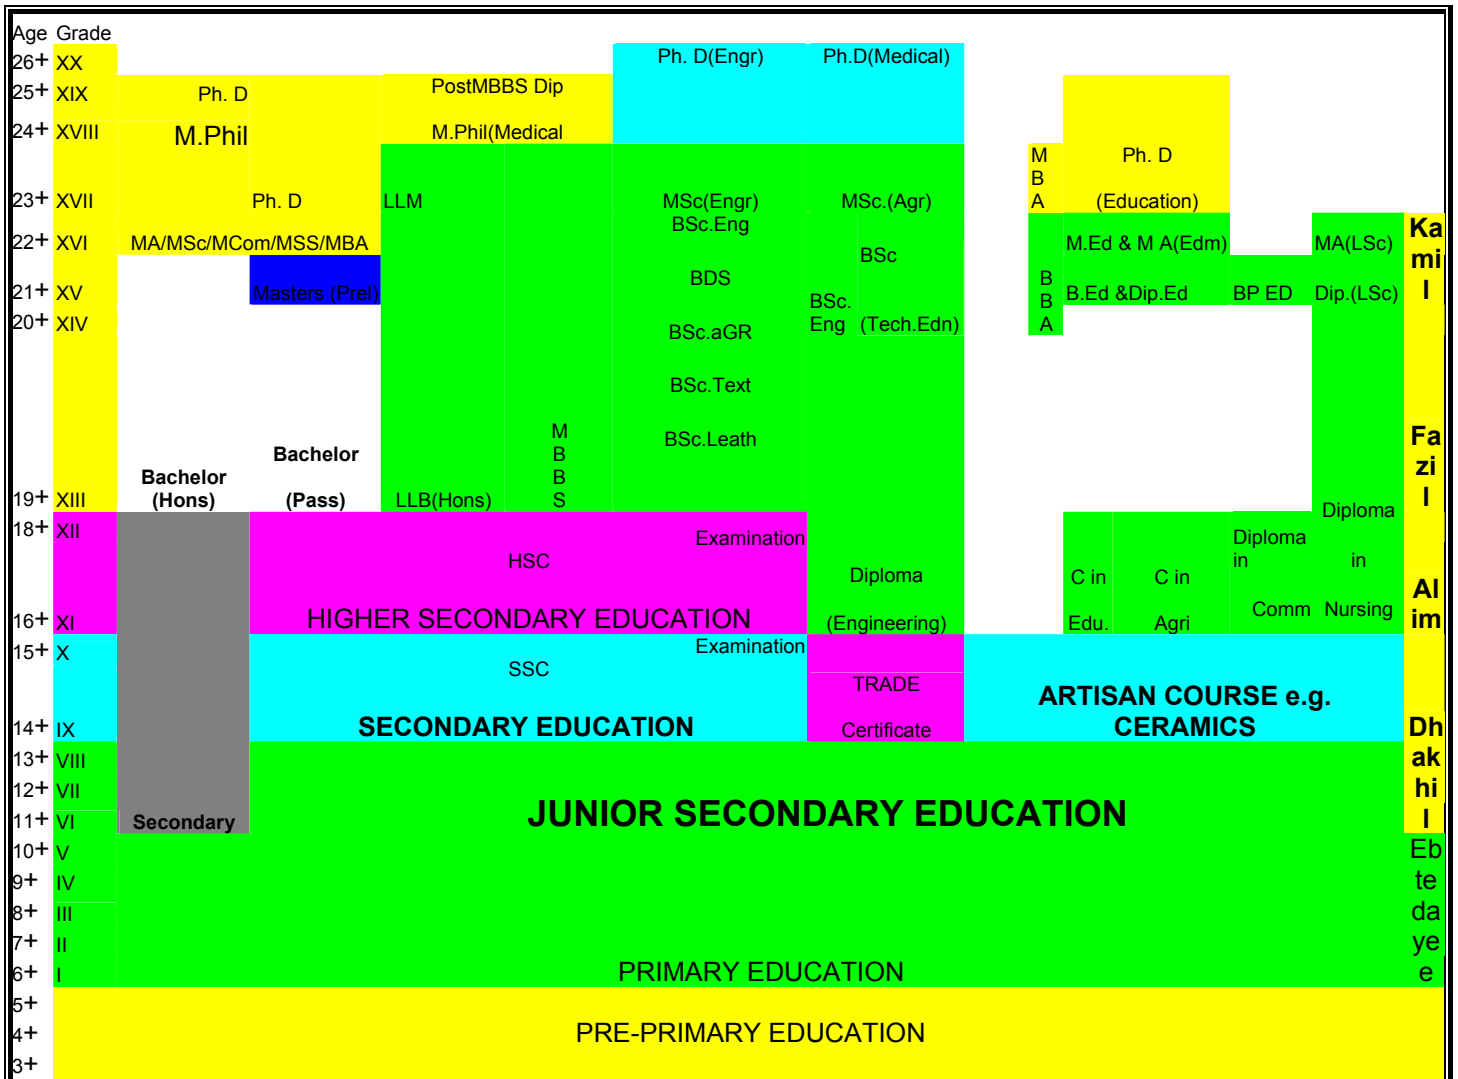 Age Grade
26+ XX Ph. D(Engr) Ph.D(Medical)
25+ XIX Ph. D PostMBBS Dip
24+ XVIII M.Phil M.Phil(Medical
M Ph. D
B
23+ XVII Ph. D LLM MSc(Engr) MSc.(Agr) A (Education)
BSc.Eng
22+ XVI MA/MSc/MCom/MSS/MBA BSc M.Ed & M A(Edm) MA(LSc)
Ka
mi
l
BDS
21+ XV Masters (Prel) BSc. B B.Ed &Dip.Ed BP ED Dip.(LSc)
B
20+ XIV Eng (Tech.Edn) A
BSc.aGR
BSc.Text
BSc.Leath
M
B
B
S
Bachelor
(Pass)
Bachelor
(Hons)
19+ XIII LLB(Hons)
Fa
zi
l
Diploma
in
Nursing
18+ XII Examination
HSC
Diploma
in
Comm
Diploma
(Engineering)
C in
Edu.
C in
Agri
16+ XI HIGHER SECONDARY EDUCATION
Al
im
15+ X Examination
SSC
TRADE
Certificate
ARTISAN COURSE e.g.
CERAMICS
14+ IX SECONDARY EDUCATION
Dh
ak
hi
l
13+ VIII
12+ VII
JUNIOR SECONDARY EDUCATION
11+ VI Secondary
10+ V
Eb
te
da
ye
e
9+ IV
8+ III
7+ II
6+ I PRIMARY EDUCATION
5+
4+ PRE-PRIMARY EDUCATION
3+